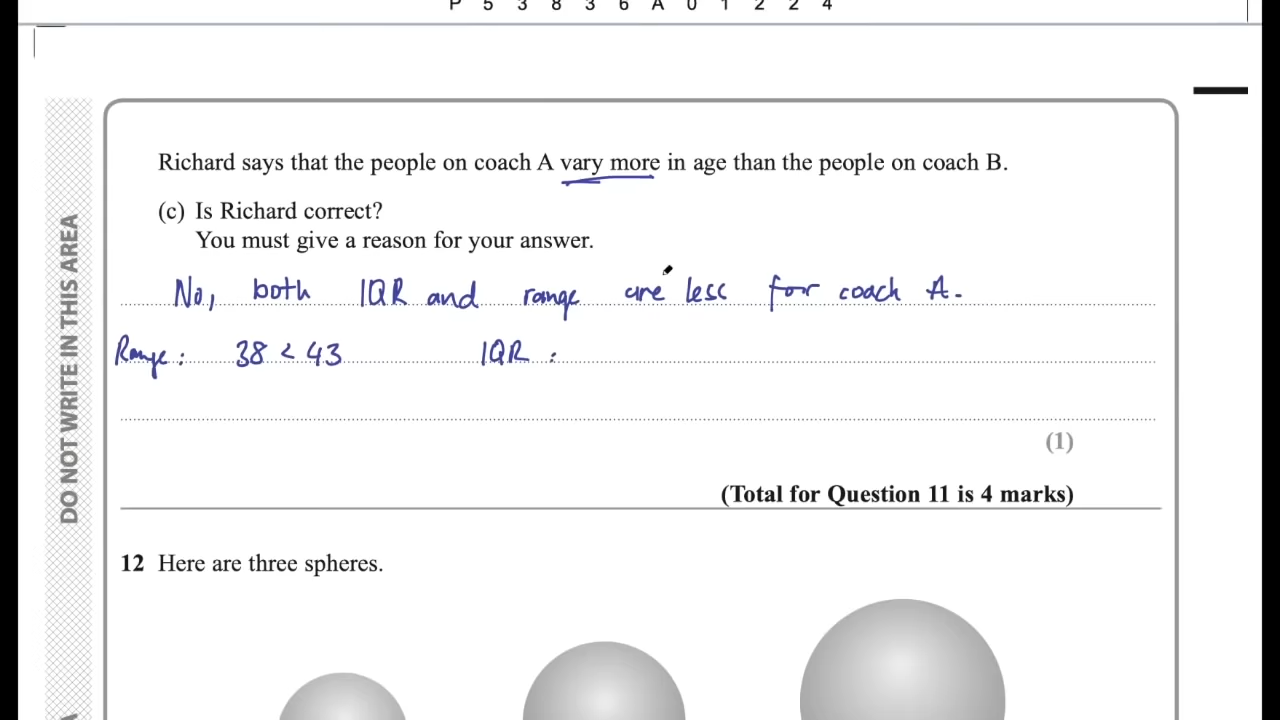 P 5 3 8 3 6 A 0 1 2 2 4
DO NOT WRITE IN THIS AREA
Richard says that the people on coach A vary more in age than the people on coach B.
(c) Is Richard correct?
You must give a reason for your answer.
No, both IQR and range are less for coach A.
Range: 38 < 43 IQR :
(1)
(Total for Question 11 is 4 marks)
12 Here are three spheres.